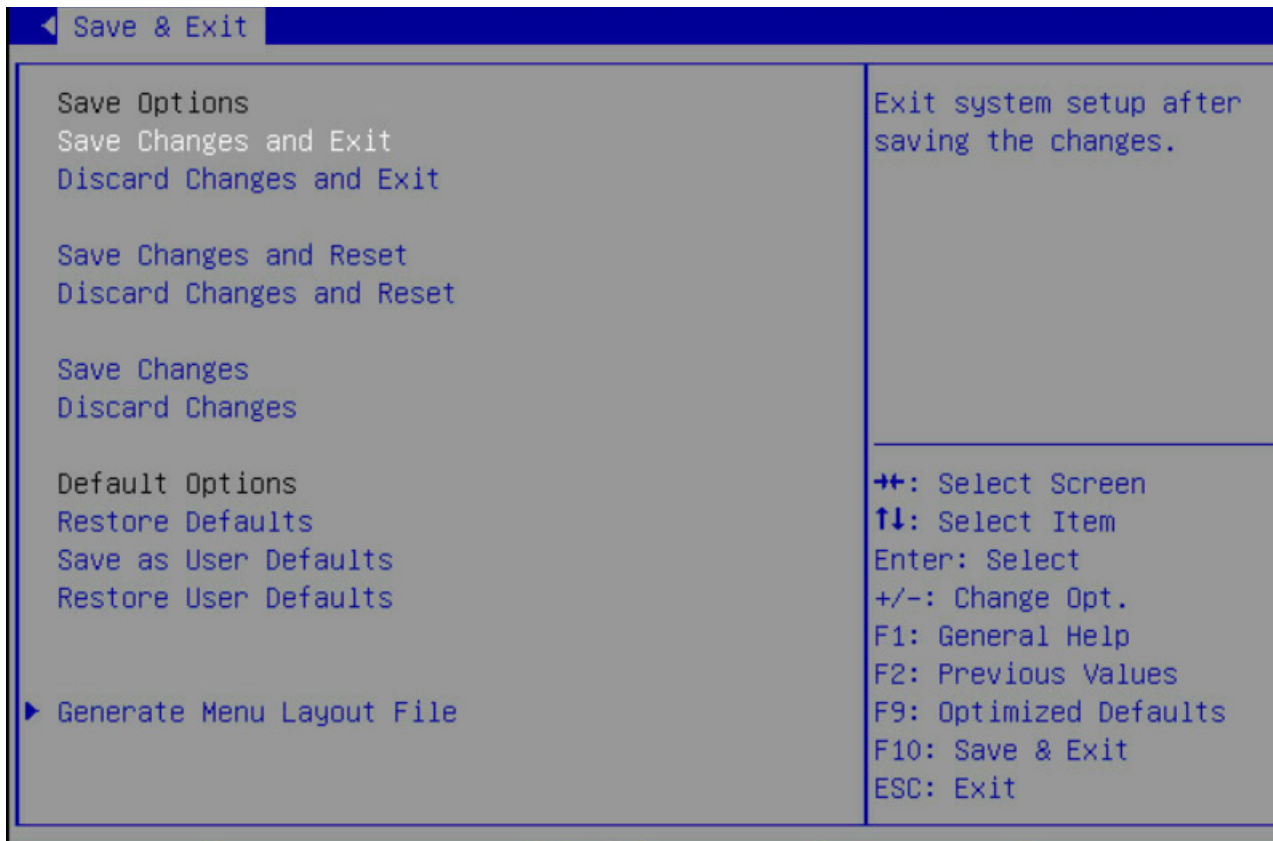 Save & Exit
Save Options
Save Changes and Exit
Discard Changes and Exit
Save Changes and Reset
Discard Changes and Reset
Save Changes
Discard Changes
Default Options
Restore Defaults
Save as User Defaults
Restore User Defaults
Generate Menu Layout File
Exit system setup after
saving the changes.
→←: Select Screen
↑↓: Select Item
Enter: Select
+/-: Change Opt.
F1: General Help
F2: Previous Values
F9: Optimized Defaults
F10: Save & Exit
ESC: Exit